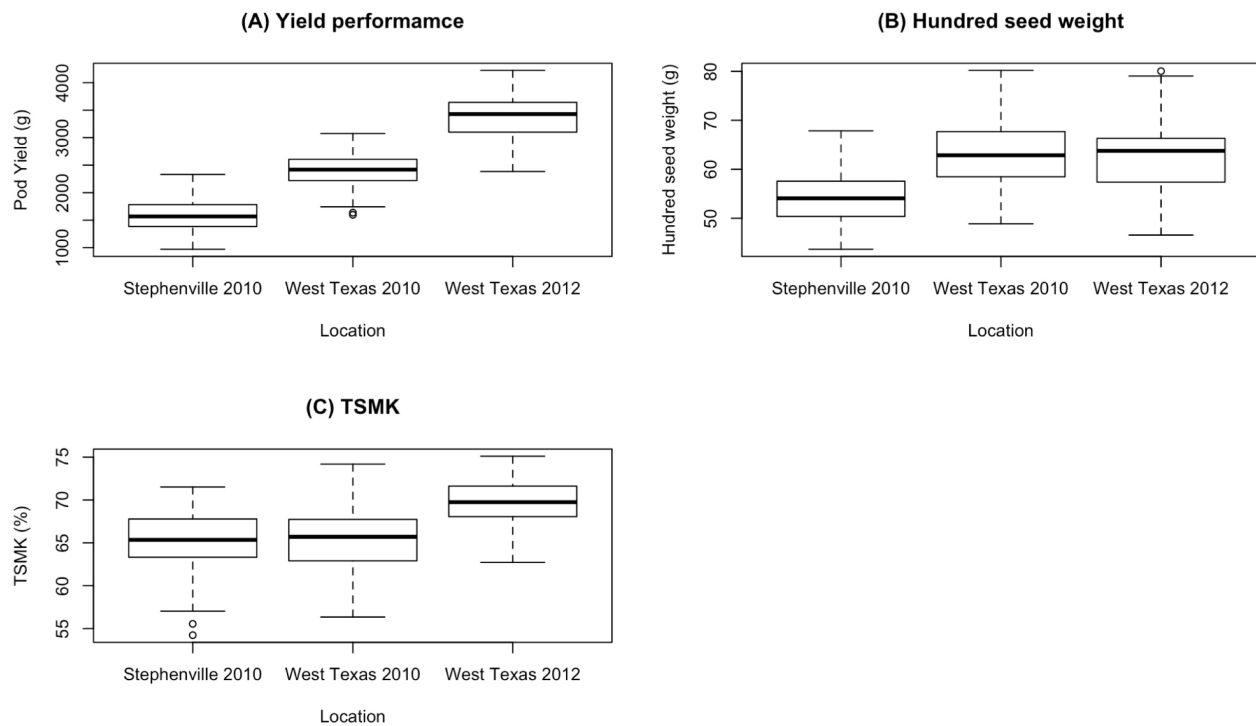 (A) Yield performamce
Pod Yield (g)
4000
3000
2000
1000
Stephenville 2010 West Texas 2010 West Texas 2012
Location
(B) Hundred seed weight
Hundred seed weight (g)
80
70
60
50
Stephenville 2010 West Texas 2010 West Texas 2012
Location
(C) TSMK
TSMK (%)
75
70
65
60
55
Stephenville 2010 West Texas 2010 West Texas 2012
Location